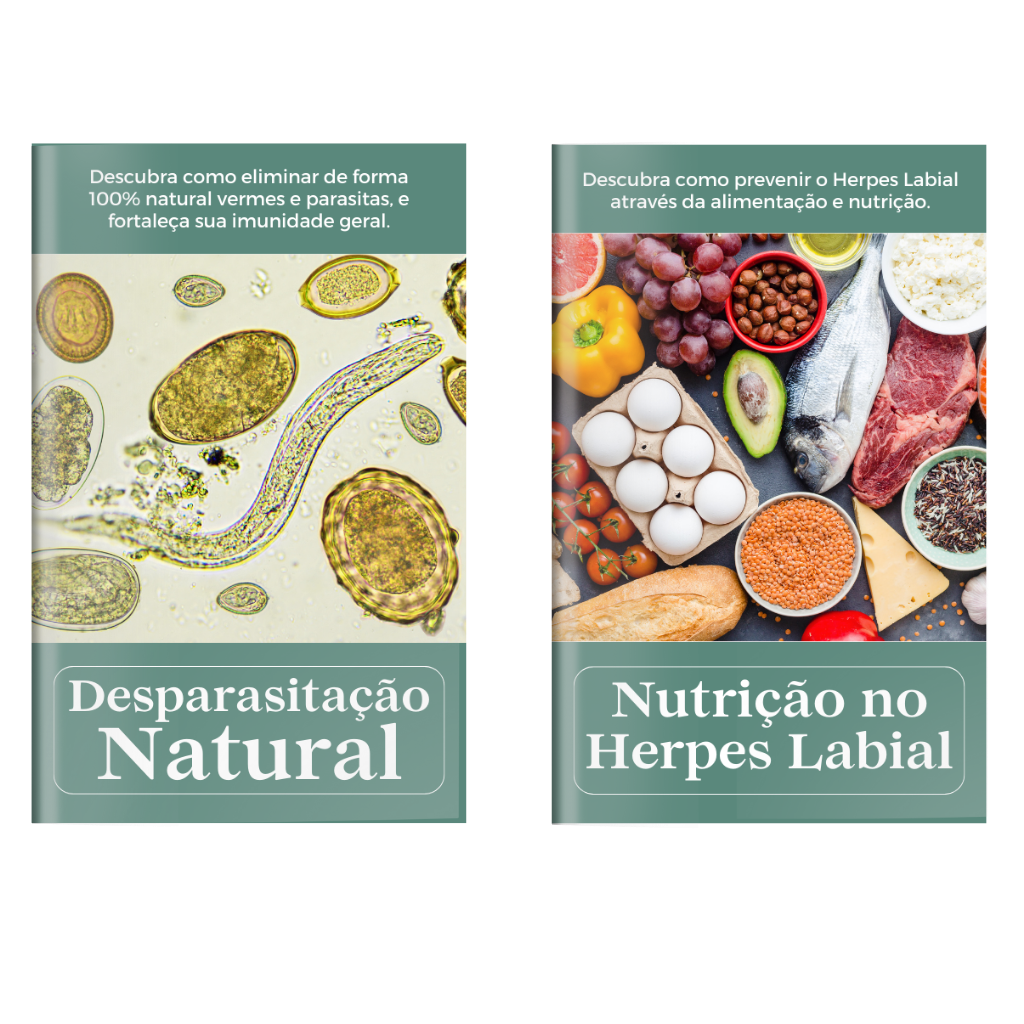 Descubra como eliminar de forma
100% natural vermes e parasitas, e
fortaleça sua imunidade geral.
Desparasitação
Natural
Descubra como prevenir o Herpes Labial
através da alimentação e nutrição.
Nutrição no
Herpes Labial